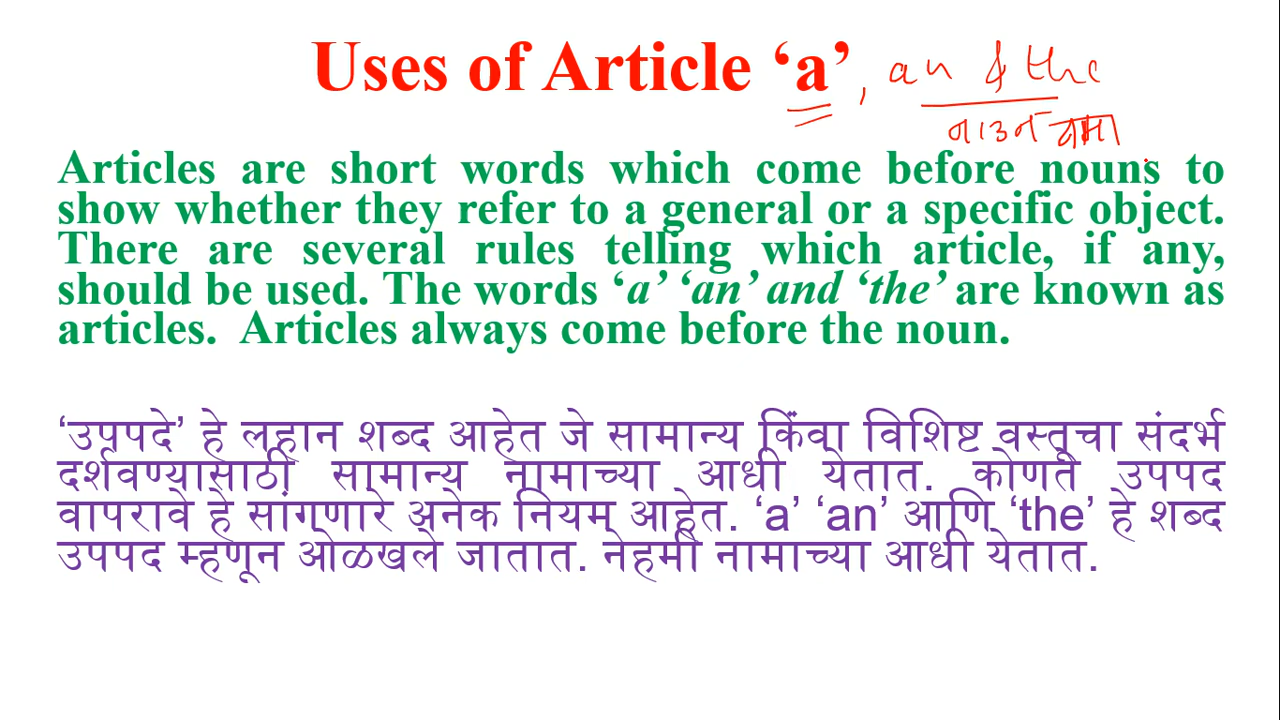 Uses of Article ‘a’, an & the
नाउन
Articles are short words which come before nouns to
show whether they refer to a general or a specific object.
There are several rules telling which article, if any,
should be used. The words ‘a’ ‘an’ and ‘the’ are known as
articles. Articles always come before the noun.
‘उपपदे’ हे लहान शब्द आहेत जे सामान्य किंवा विशिष्ट वस्तूचा संदर्भ
दर्शवण्यासाठी सामान्य नामाच्या आधी येतात. कोणते उपपद
वापरावे हे सांगणारे अनेक नियम आहेत. ‘a’ ‘an’ आणि ‘the’ हे शब्द
उपपद म्हणून ओळखले जातात. नेहमी नामाच्या आधी येतात.